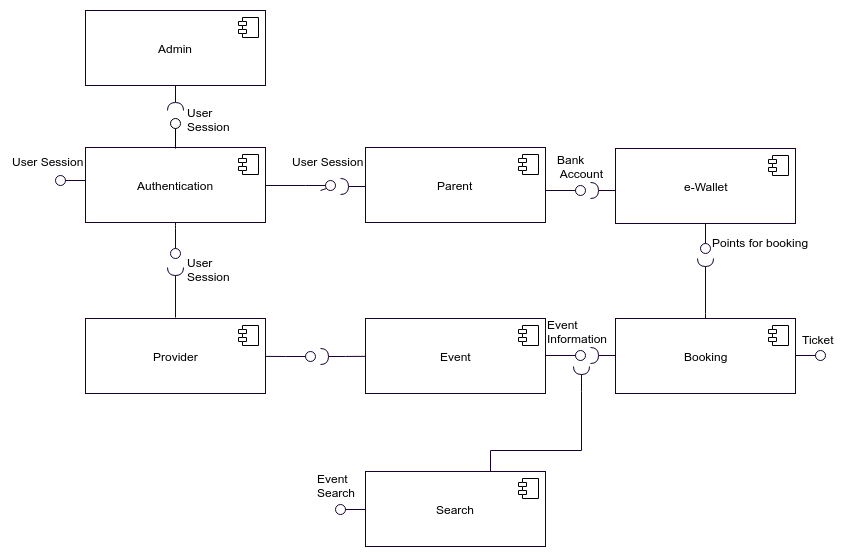 Admin
User
Session
User Session
Authentication
User Session
Parent
Bank
Account
e-Wallet
Points for booking
User
Session
Provider
Event
Event
Information
Booking
Ticket
Event
Search
Search